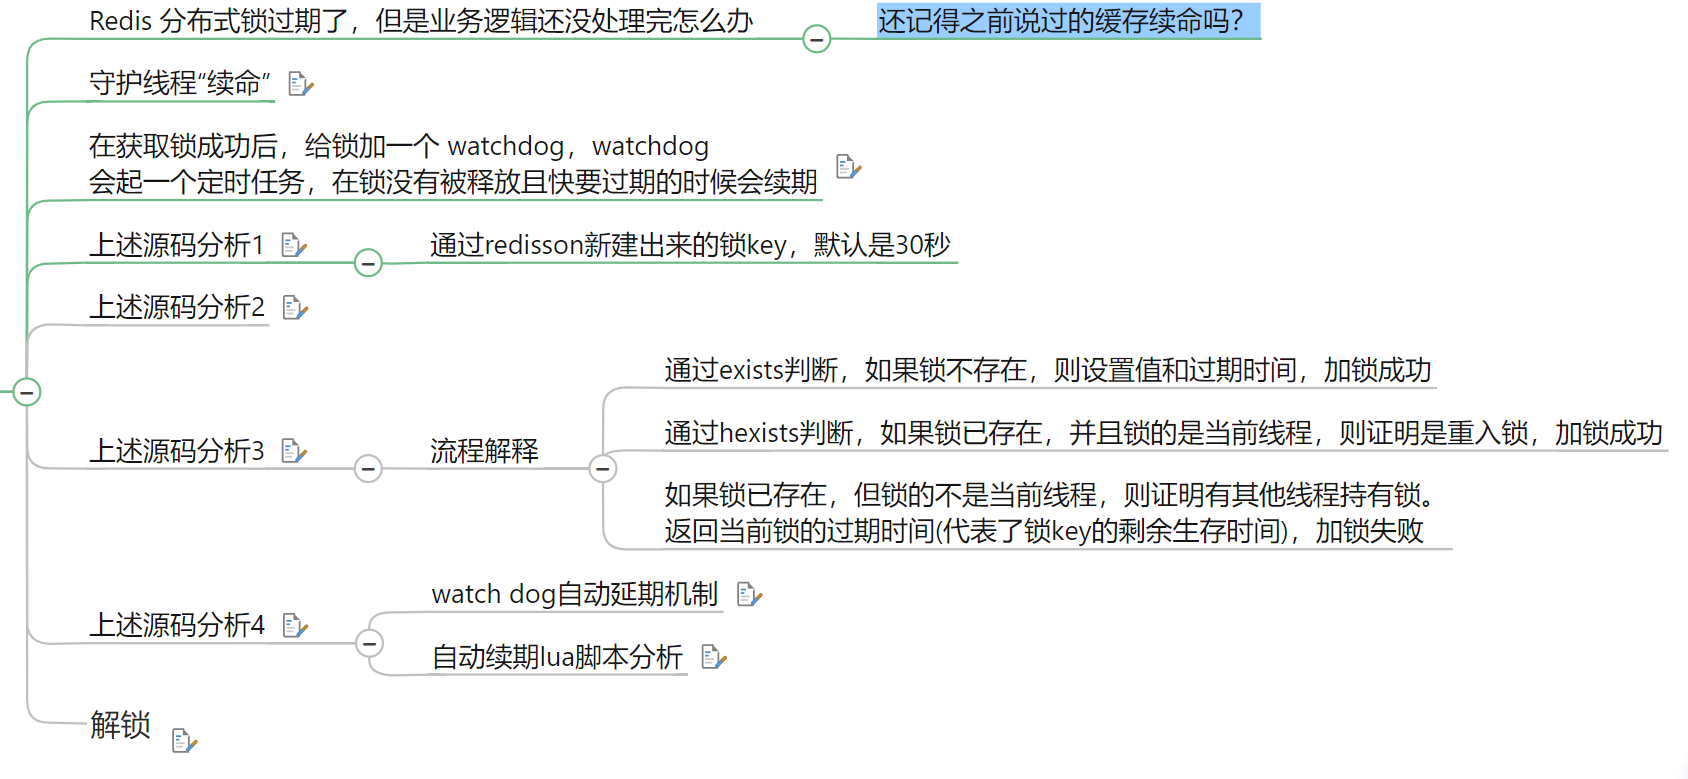 Redis 分布式锁过期了，但是业务逻辑还没处理完怎么办
还记得之前说过的缓存续命吗？
守护线程“续命”
在获取锁成功后，给锁加一个 watchdog，watchdog
会起一个定时任务，在锁没有被释放且快要过期的时候会续期
上述源码分析1
通过redisson新建出来的锁key，默认是30秒
上述源码分析2
上述源码分析3
流程解释
通过exists判断，如果锁不存在，则设置值和过期时间，加锁成功
通过hexists判断，如果锁已存在，并且锁的是当前线程，则证明是重入锁，加锁成功
如果锁已存在，但锁的不是当前线程，则证明有其他线程持有锁。
返回当前锁的过期时间(代表了锁key的剩余生存时间)，加锁失败
上述源码分析4
watch dog自动延期机制
自动续期lua脚本分析
解锁